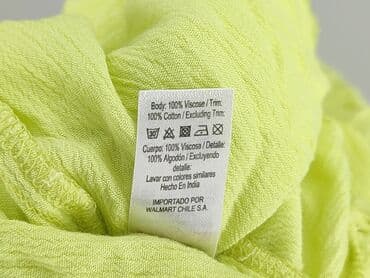 Body: 100% Viscose / Trim:
100% Cotton / Excluding Trim:
Cuerpo: 100% Viscosa / Detalle:
100% Algodón / Excluyendo
detalle:
Lavar con colores similares
Hecho En India
IMPORTADO POR
WALMART CHILE S.A.